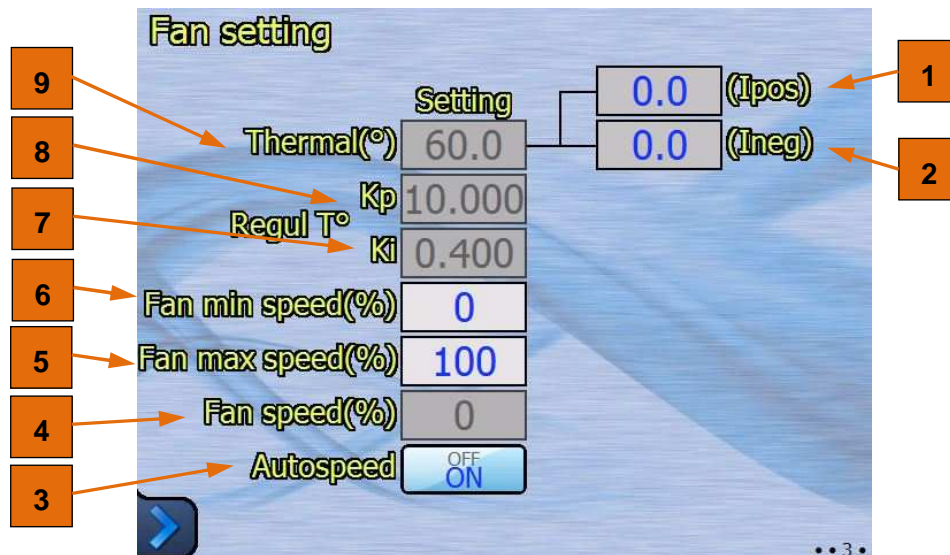 Fan setting
9
8
7
6
5
4
3
1
2
Setting
Thermal(°) 60.0
0.0 (Ipos)
0.0 (Ineg)
Regul T°
Kp 10.000
Ki 0.400
Fan min speed(%) 0
Fan max speed(%) 100
Fan speed(%) 0
Autospeed OFF
ON
3